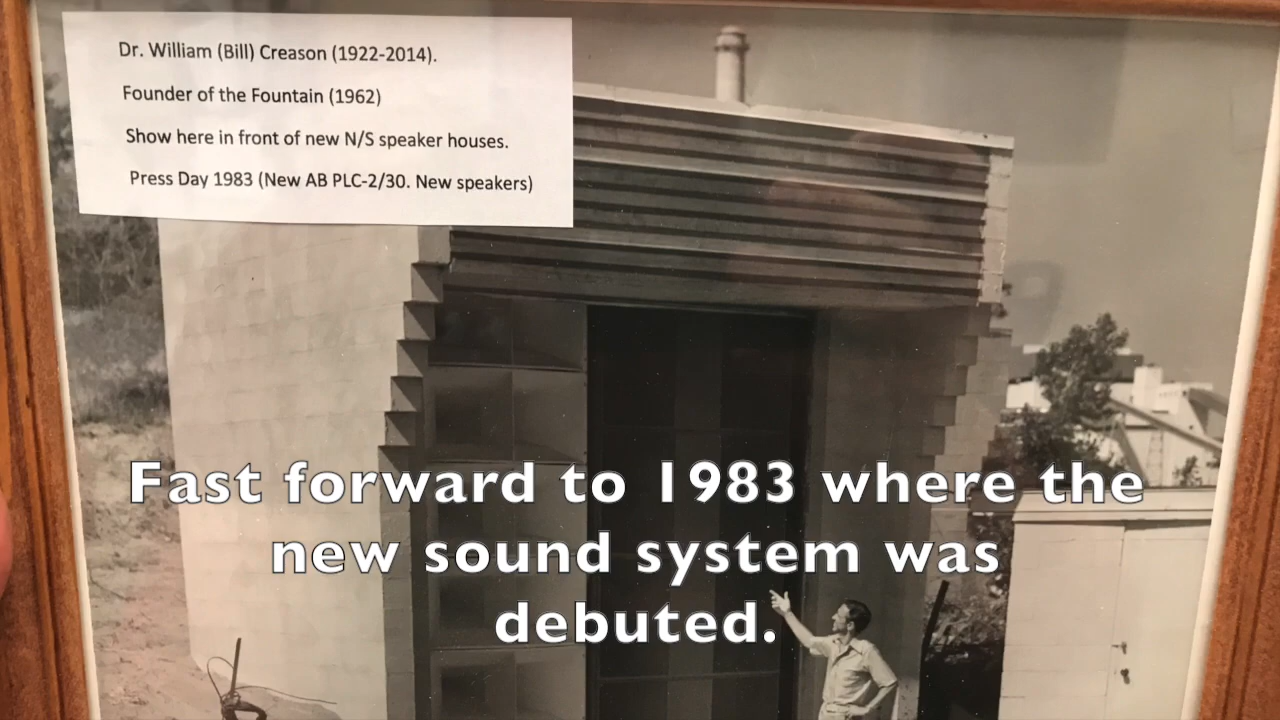 Dr. William (Bill) Creason (1922-2014).
Founder of the Fountain (1962)
Show here in front of new N/S speaker houses.
Press Day 1983 (New AB PLC-2/30. New speakers)
Fast forward to 1983 where the
new sound system was
debuted.